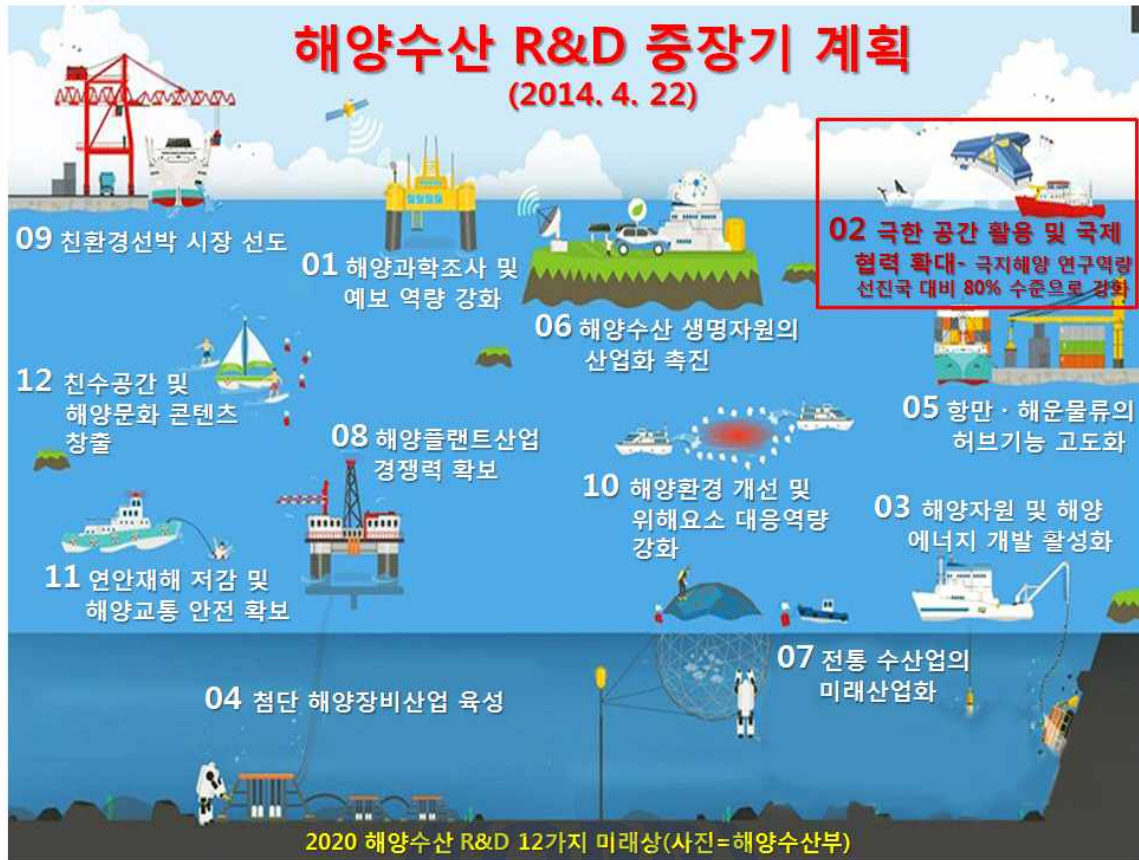 해양수산 R&D 중장기 계획
(2014. 4. 22)
09 친환경선박 시장 선도
01 해양과학조사 및
예보 역량 강화
02 극한 공간 활용 및 국제
협력 확대- 극지해양 연구역량
선진국 대비 80% 수준으로 강화
06 해양수산 생명자원의
산업화 촉진
12 친수공간 및
해양문화 콘텐츠
창출
08 해양플랜트산업
경쟁력 확보
05 항만 · 해운물류의
허브기능 고도화
10 해양환경 개선 및
위해요소 대응역량
강화
03 해양자원 및 해양
에너지 개발 활성화
11 연안재해 저감 및
해양교통 안전 확보
07 전통 수산업의
미래산업화
04 첨단 해양장비산업 육성
2020 해양수산 R&D 12가지 미래상(사진=해양수산부)